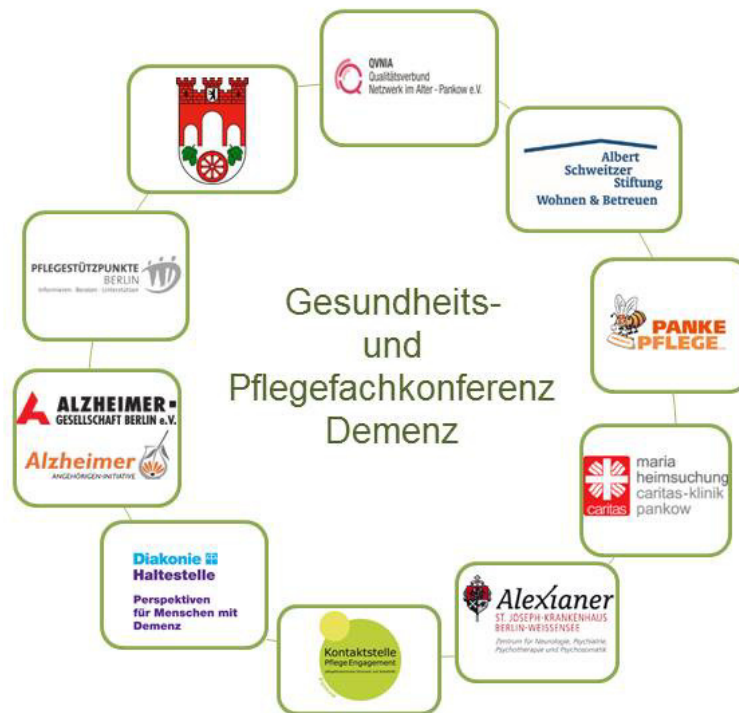 Gesundheits-
und
Pflegefachkonferenz
Demenz
QVNIA
Qualitätsverbund
Netzwerk im Alter - Pankow e.V.
Albert
Schweitzer
Stiftung
Wohnen & Betreuen
PANKE
PFLEGE
maria
heimsuchung
caritas-klinik
pankow
caritas
Alexianer
ST. JOSEPH-KRANKENHAUS
BERLIN-WEISSENSEE
Zentrum für Neurologie, Psychiatrie,
Psychotherapie und Psychosomatik
Kontaktstelle
PflegeEngagement
Diakonie
Haltestelle
Perspektiven
für Menschen mit
Demenz
ALZHEIMER
GESELLSCHAFT BERLIN e.V.
Alzheimer
ANGEHÖRIGEN-INITIATIVE
PFLEGESTÜTZPUNKTE
BERLIN
Informieren · Beraten · Unterstützen